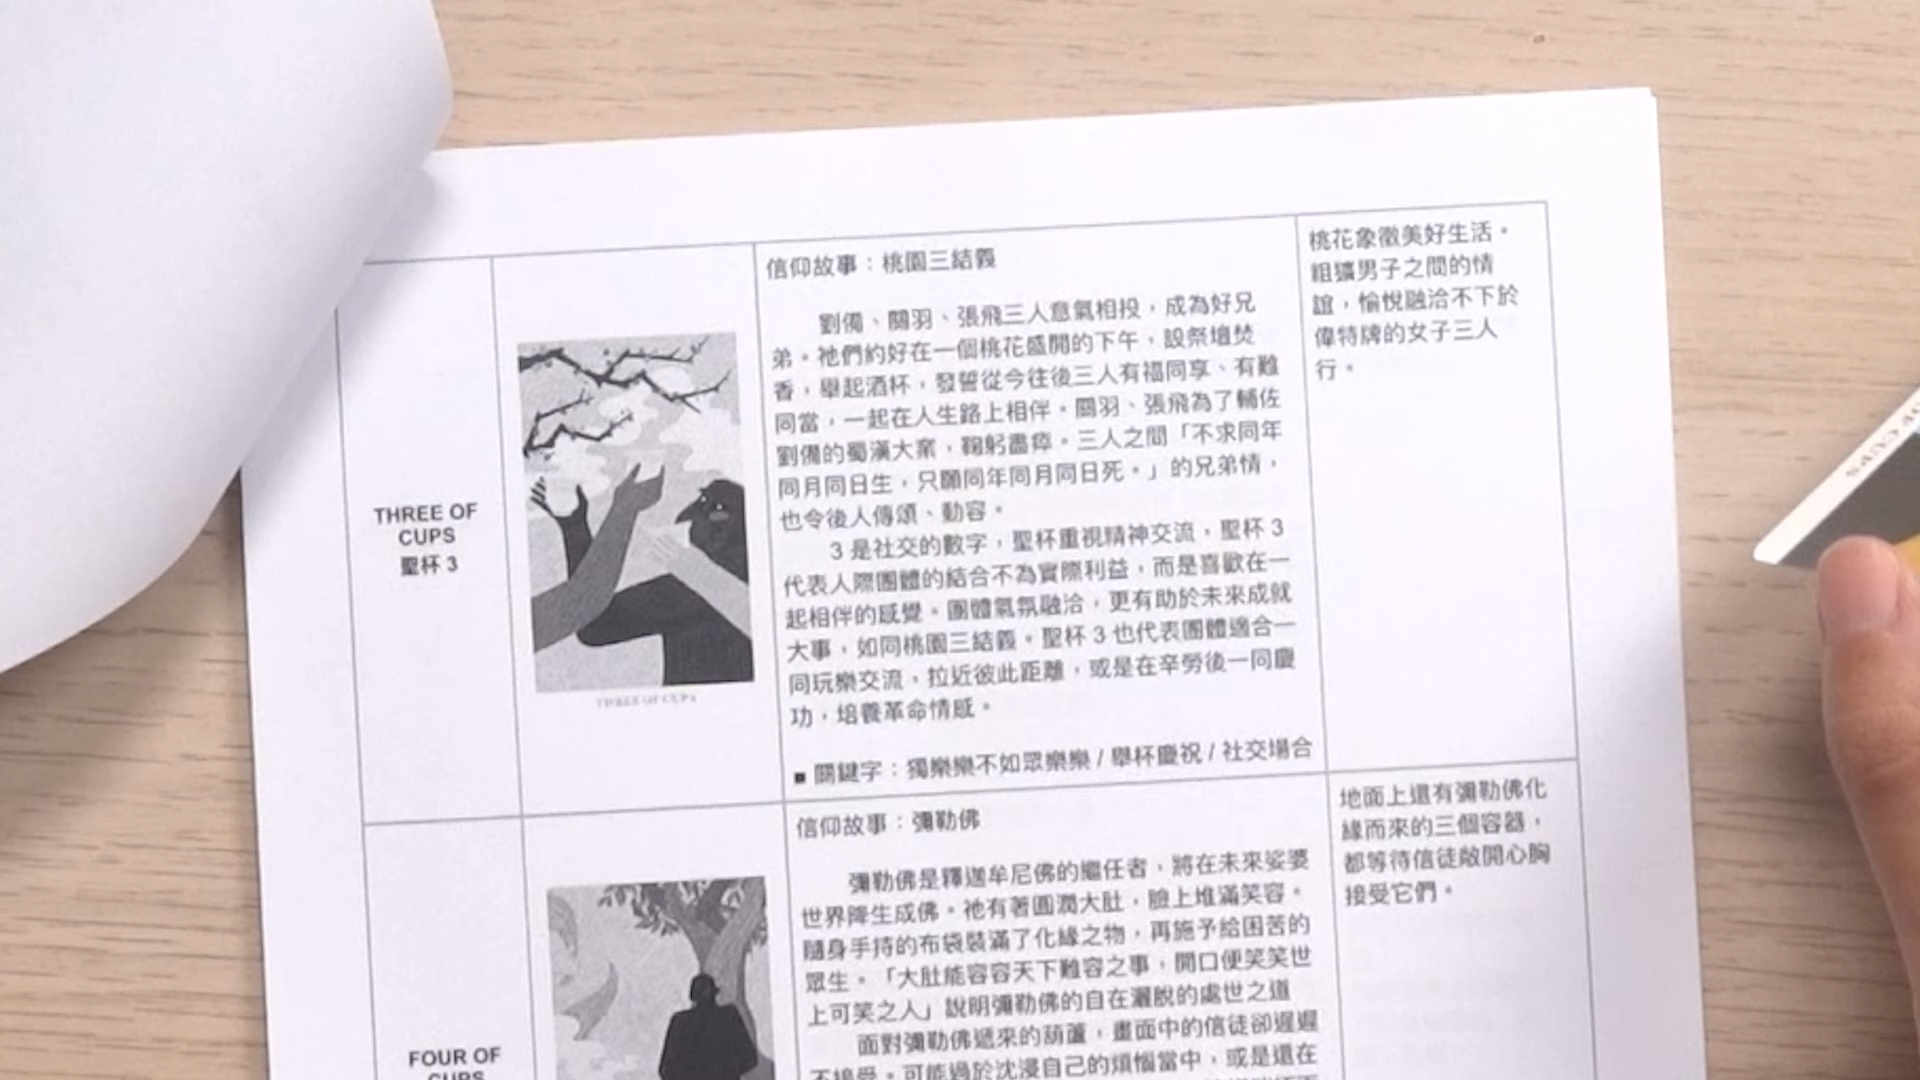 THREE OF
CUPS
聖杯 3
THREE OF CUPS
信仰故事：桃園三結義
劉備、關羽、張飛三人意氣相投，成為好兄
弟。祂們約好在一個桃花盛開的下午，設祭壇焚
香，舉起酒杯，發誓從今往後三人有福同享、有難
同當，一起在人生路上相伴。關羽、張飛為了輔佐
劉備的蜀漢大業，鞠躬盡瘁。三人之間「不求同年
同月同日生，只願同年同月同日死。」的兄弟情，
也令後人傳頌、動容。
3 是社交的數字，聖杯重視精神交流，聖杯 3
代表人際團體的結合不為實際利益，而是喜歡在一
起相伴的感覺。團體氣氛融洽，更有助於未來成就
大事，如同桃園三結義。聖杯 3 也代表團體適合一
同玩樂交流，拉近彼此距離，或是在辛勞後一同慶
功，培養革命情感。
■ 關鍵字：獨樂樂不如眾樂樂 / 舉杯慶祝 / 社交場合
桃花象徵美好生活。
粗獷男子之間的情
誼，愉悅融洽不下於
偉特牌的女子三人
行。
FOUR OF
CUPS
信仰故事：彌勒佛
彌勒佛是釋迦牟尼佛的繼任者，將在未來娑婆
世界降生成佛。祂有著圓潤大肚，臉上堆滿笑容。
隨身手持的布袋裝滿了化緣之物，再施予給困苦的
眾生。「大肚能容容天下難容之事，開口便笑笑世
上可笑之人」說明彌勒佛的自在灑脫的處世之道
面對彌勒佛遞來的葫蘆，畫面中的信徒卻遲遲
不接受。可能過於沈浸自己的煩惱當中，或是還在
地面上還有彌勒佛化
緣而來的三個容器，
都等待信徒敞開心胸
接受它們。
OF CUPS